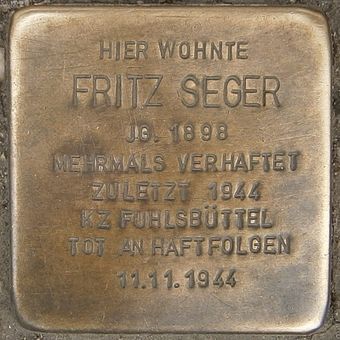 HIER WOHNTE
FRITZ SEGER
JG. 1898
MEHRMALS VERHAFTET
ZULETZT 1944
KZ FUHLSBÜTTEL
TOT AN HAFTFOLGEN
11.11.1944